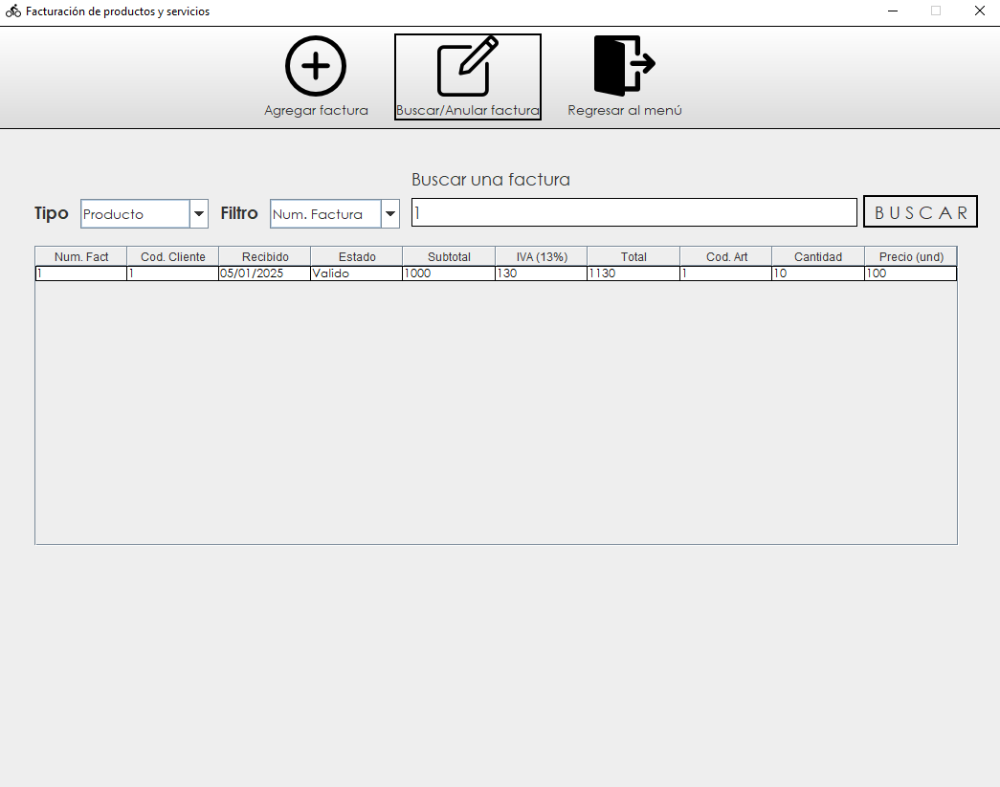 Facturación de productos y servicios
Agregar factura
Buscar/Anular factura
Regresar al menú
Buscar una factura
Tipo Producto Filtro Num. Factura 1 BUSCAR
Num. Fact Cod. Cliente Recibido Estado Subtotal IVA (13%) Total Cod. Art Cantidad Precio (und)
1 1 05/01/2025 Valido 1000 130 1130 1 10 100